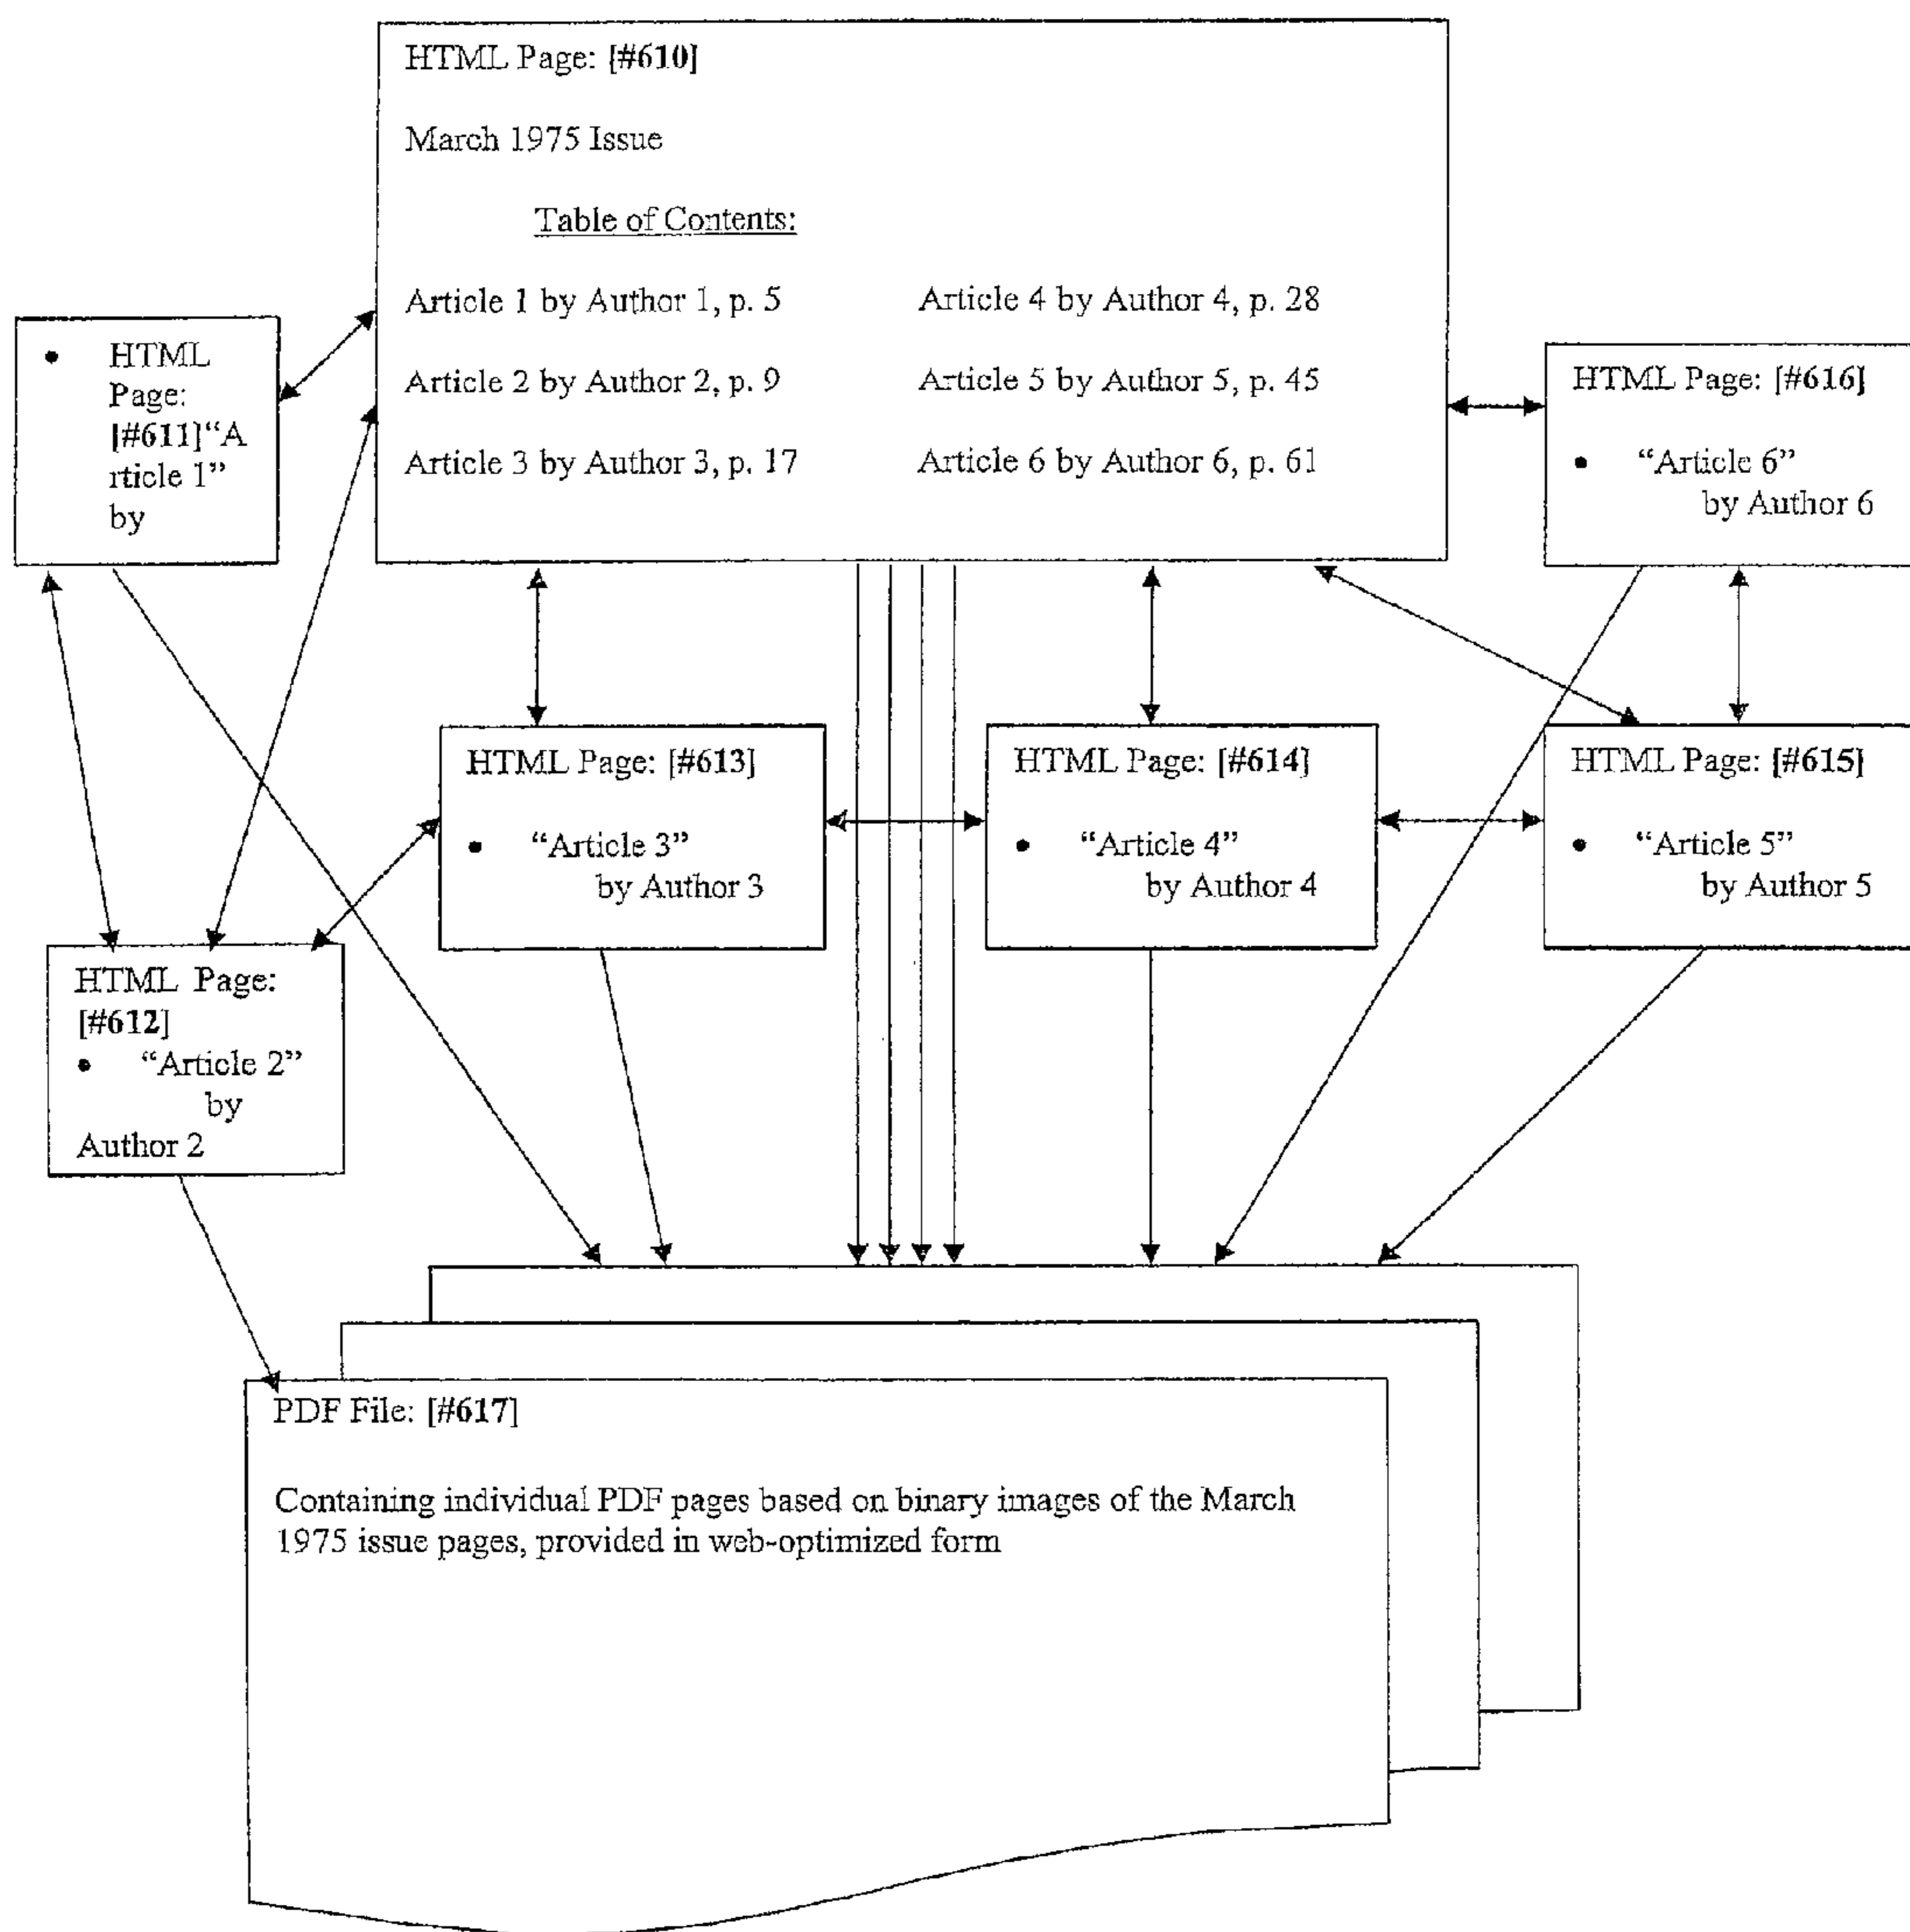 HTML Page: [#610]
March 1975 Issue
Table of Contents:
Article 1 by Author 1, p. 5
Article 2 by Author 2, p. 9
Article 3 by Author 3, p. 17
Article 4 by Author 4, p. 28
Article 5 by Author 5, p. 45
Article 6 by Author 6, p. 61
• HTML
Page:
[#611]“A
rticle 1”
by
HTML Page: [#616]
• “Article 6”
by Author 6
HTML Page: [#613]
• “Article 3”
by Author 3
HTML Page: [#614]
• “Article 4”
by Author 4
HTML Page: [#615]
• “Article 5”
by Author 5
HTML Page:
[#612]
• “Article 2”
by
Author 2
PDF File: [#617]
Containing individual PDF pages based on binary images of the March
1975 issue pages, provided in web-optimized form